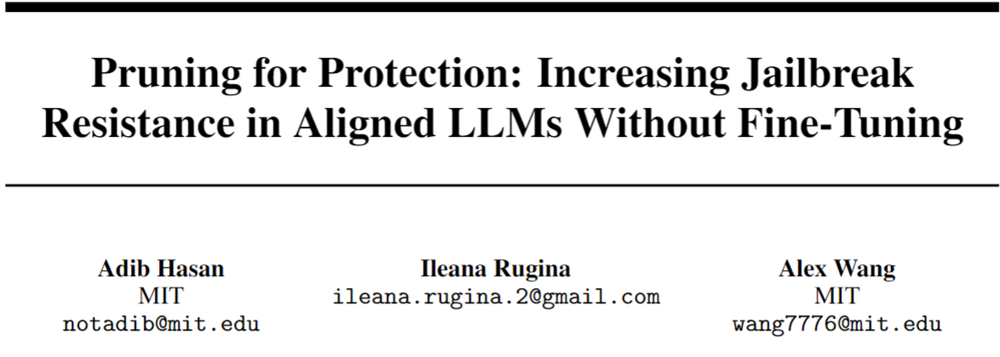 Pruning for Protection: Increasing Jailbreak
Resistance in Aligned LLMs Without Fine-Tuning
Adib Hasan
MIT
notadib@mit.edu
Ileana Rugina
ileana.rugina.2@gmail.com
Alex Wang
MIT
wang7776@mit.edu